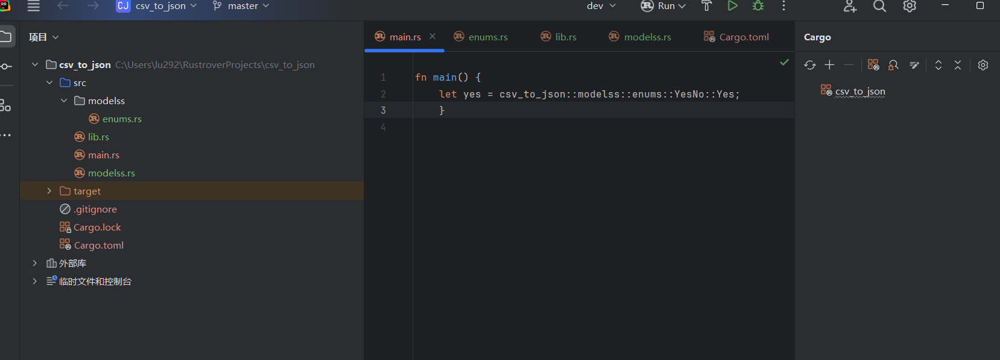 CJ csv_to_json master dev Run
项目
main.rs enums.rs lib.rs modelss.rs Cargo.toml
Cargo
csv_to_json C:\Users\lu292\RustroverProjects\csv_to_json
src
modelss
enums.rs
lib.rs
main.rs
modelss.rs
target
.gitignore
Cargo.lock
Cargo.toml
外部库
临时文件和控制台
1 fn main() {
2 let yes = csv_to_json::modelss::enums::YesNo::Yes;
3 }
4
csv_to_json